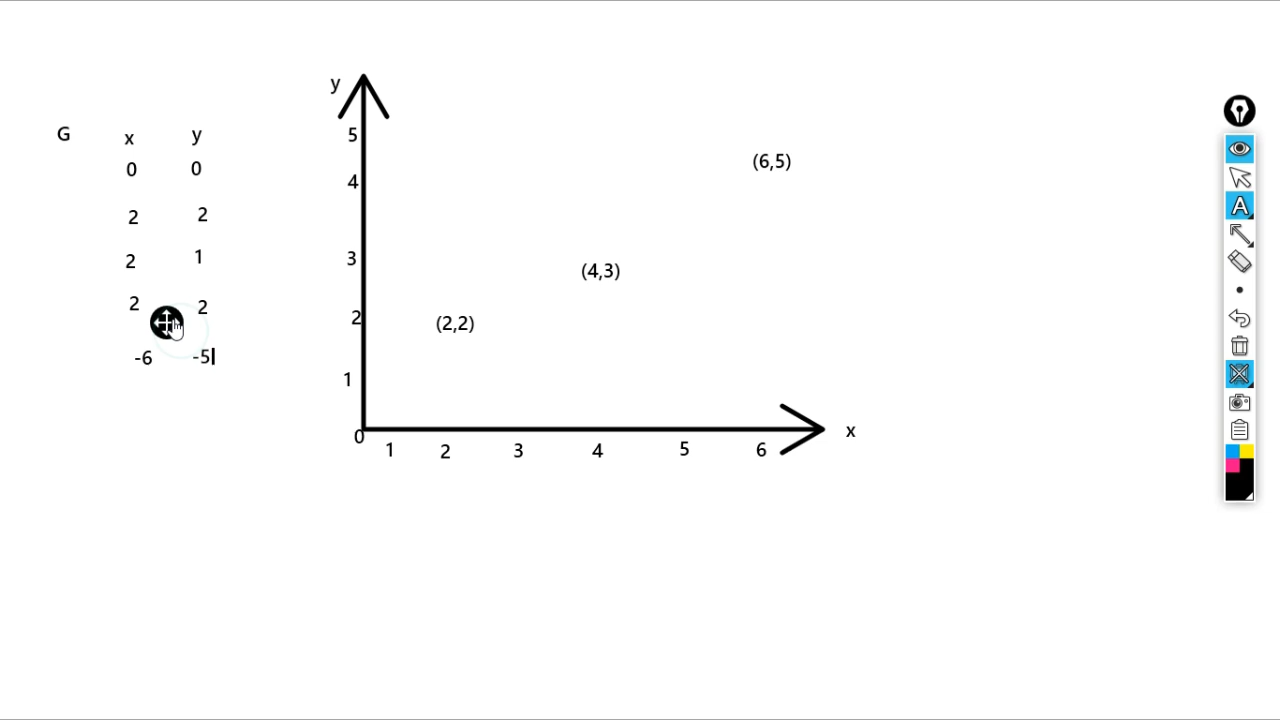 G x y
0 0
2 2
2 1
2 2
-6 -5
y
5
4
3
2
1
0
1 2 3 4 5 6
x
(6,5)
(4,3)
(2,2)
A